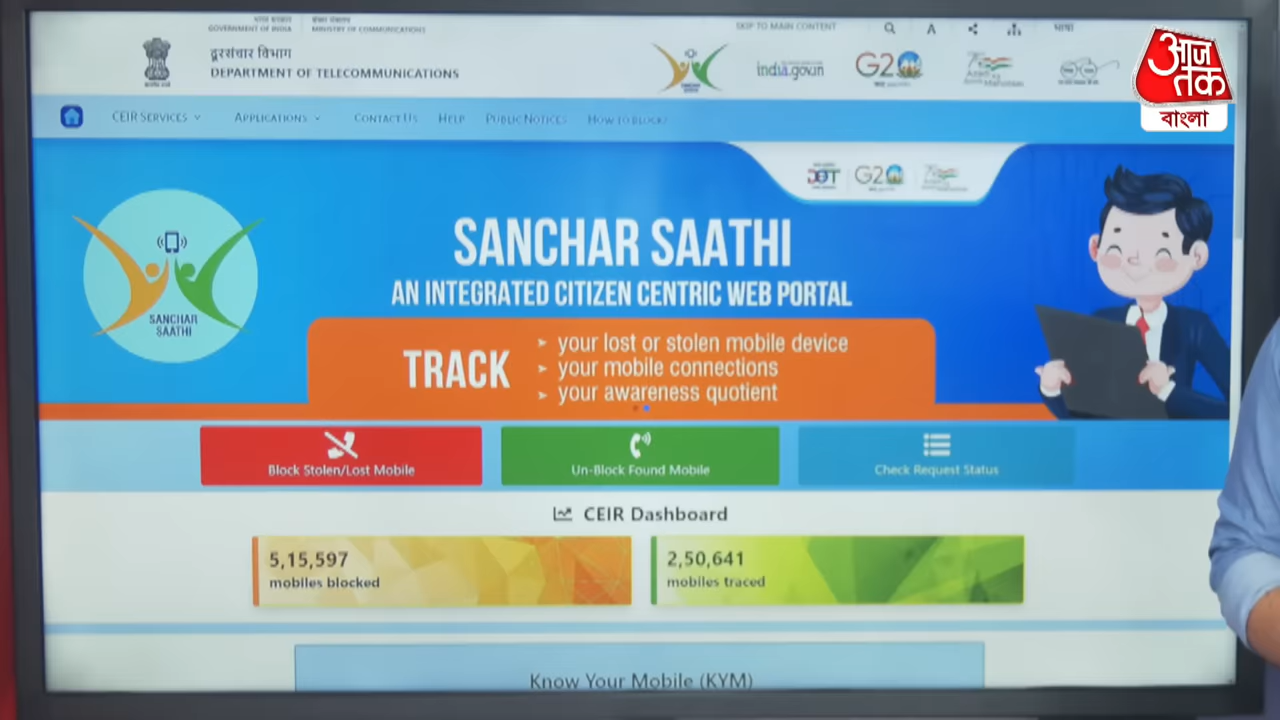 भारत सरकार
GOVERNMENT OF INDIA
संचार मंत्रालय
MINISTRY OF COMMUNICATIONS
दूरसंचार विभाग
DEPARTMENT OF TELECOMMUNICATIONS
SKIP TO MAIN CONTENT
A
भाषा
SANCHAR
SAATHI
india.gov.in
G20
आज
तक
বাংলা
CEIR SERVICES
APPLICATIONS
CONTACT US
HELP
PUBLIC NOTICES
HOW TO BLOCK?
DOT
G20
SANCHAR SAATHI
AN INTEGRATED CITIZEN CENTRIC WEB PORTAL
SANCHAR
SAATHI
TRACK
your lost or stolen mobile device
your mobile connections
your awareness quotient
Block Stolen/Lost Mobile
Un-Block Found Mobile
Check Request Status
CEIR Dashboard
5,15,597
mobiles blocked
2,50,641
mobiles traced
Know Your Mobile (KYM)